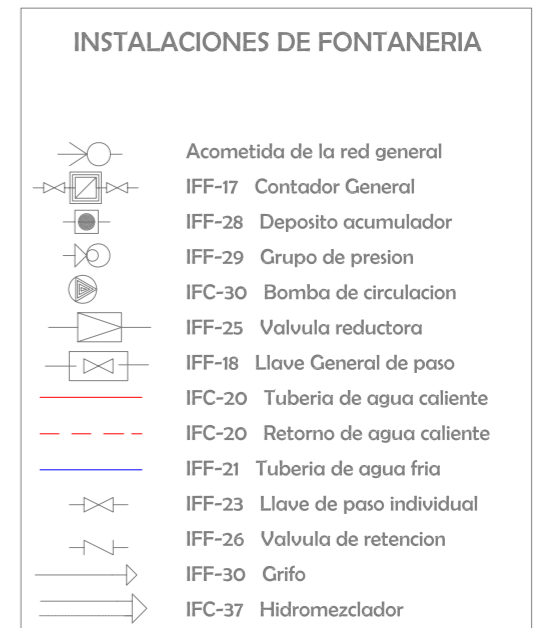 INSTALACIONES DE FONTANERIA
Acometida de la red general
IFF-17 Contador General
IFF-28 Deposito acumulador
IFF-29 Grupo de presion
IFC-30 Bomba de circulacion
IFF-25 Valvula reductora
IFF-18 Llave General de paso
IFC-20 Tuberia de agua caliente
IFC-20 Retorno de agua caliente
IFF-21 Tuberia de agua fria
IFF-23 Llave de paso individual
IFF-26 Valvula de retencion
IFF-30 Grifo
IFC-37 Hidromezclador